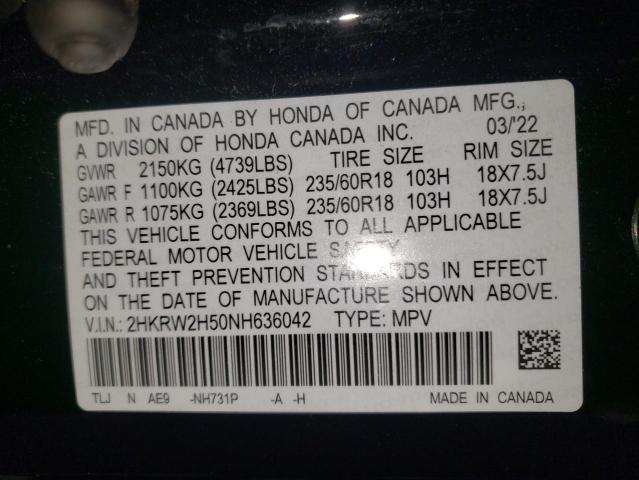 MFD. IN CANADA BY HONDA OF CANADA MFG.,
A DIVISION OF HONDA CANADA INC. 03/'22
GVWR 2150KG (4739LBS) TIRE SIZE RIM SIZE
GAWR F 1100KG (2425LBS) 235/60R18 103H 18X7.5J
GAWR R 1075KG (2369LBS) 235/60R18 103H 18X7.5J
THIS VEHICLE CONFORMS TO ALL APPLICABLE
FEDERAL MOTOR VEHICLE SAFETY
AND THEFT PREVENTION STANDARDS IN EFFECT
ON THE DATE OF MANUFACTURE SHOWN ABOVE.
V.I.N.: 2HKRW2H50NH636042 TYPE: MPV
TLJ N AE9 -NH731P -A -H MADE IN CANADA